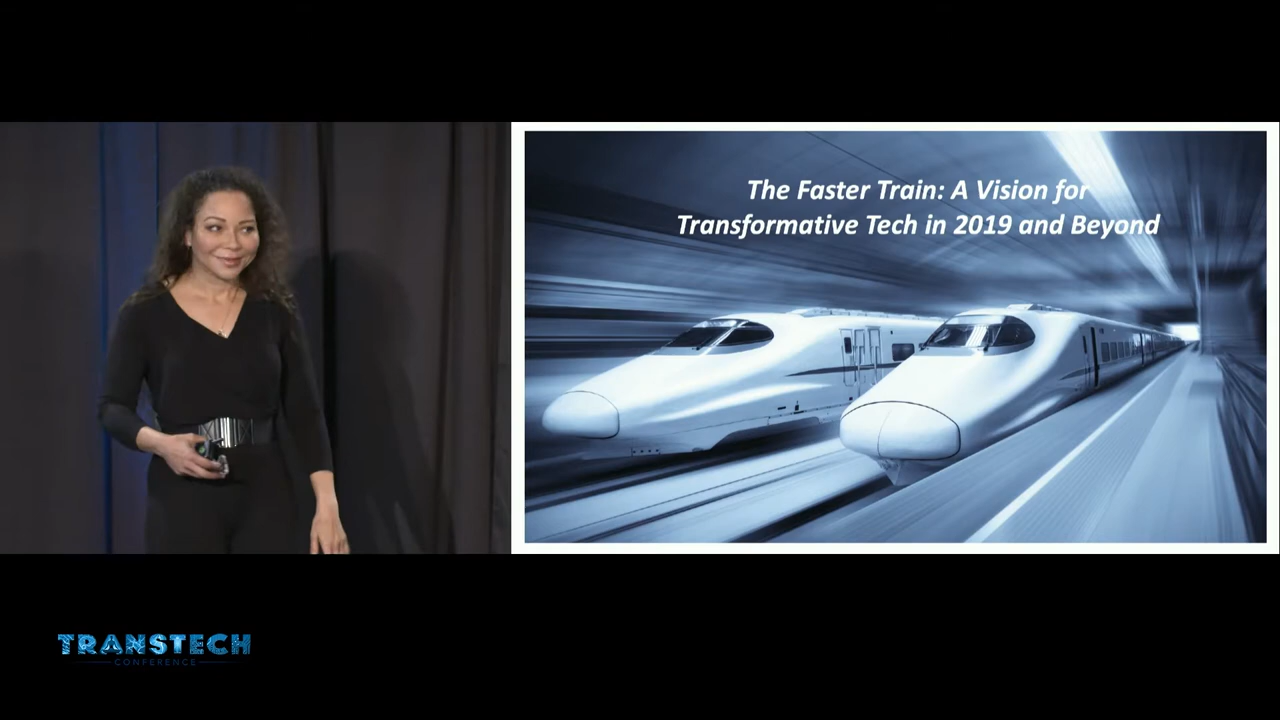 The Faster Train: A Vision for
Transformative Tech in 2019 and Beyond
TRANSTECH
CONFERENCE